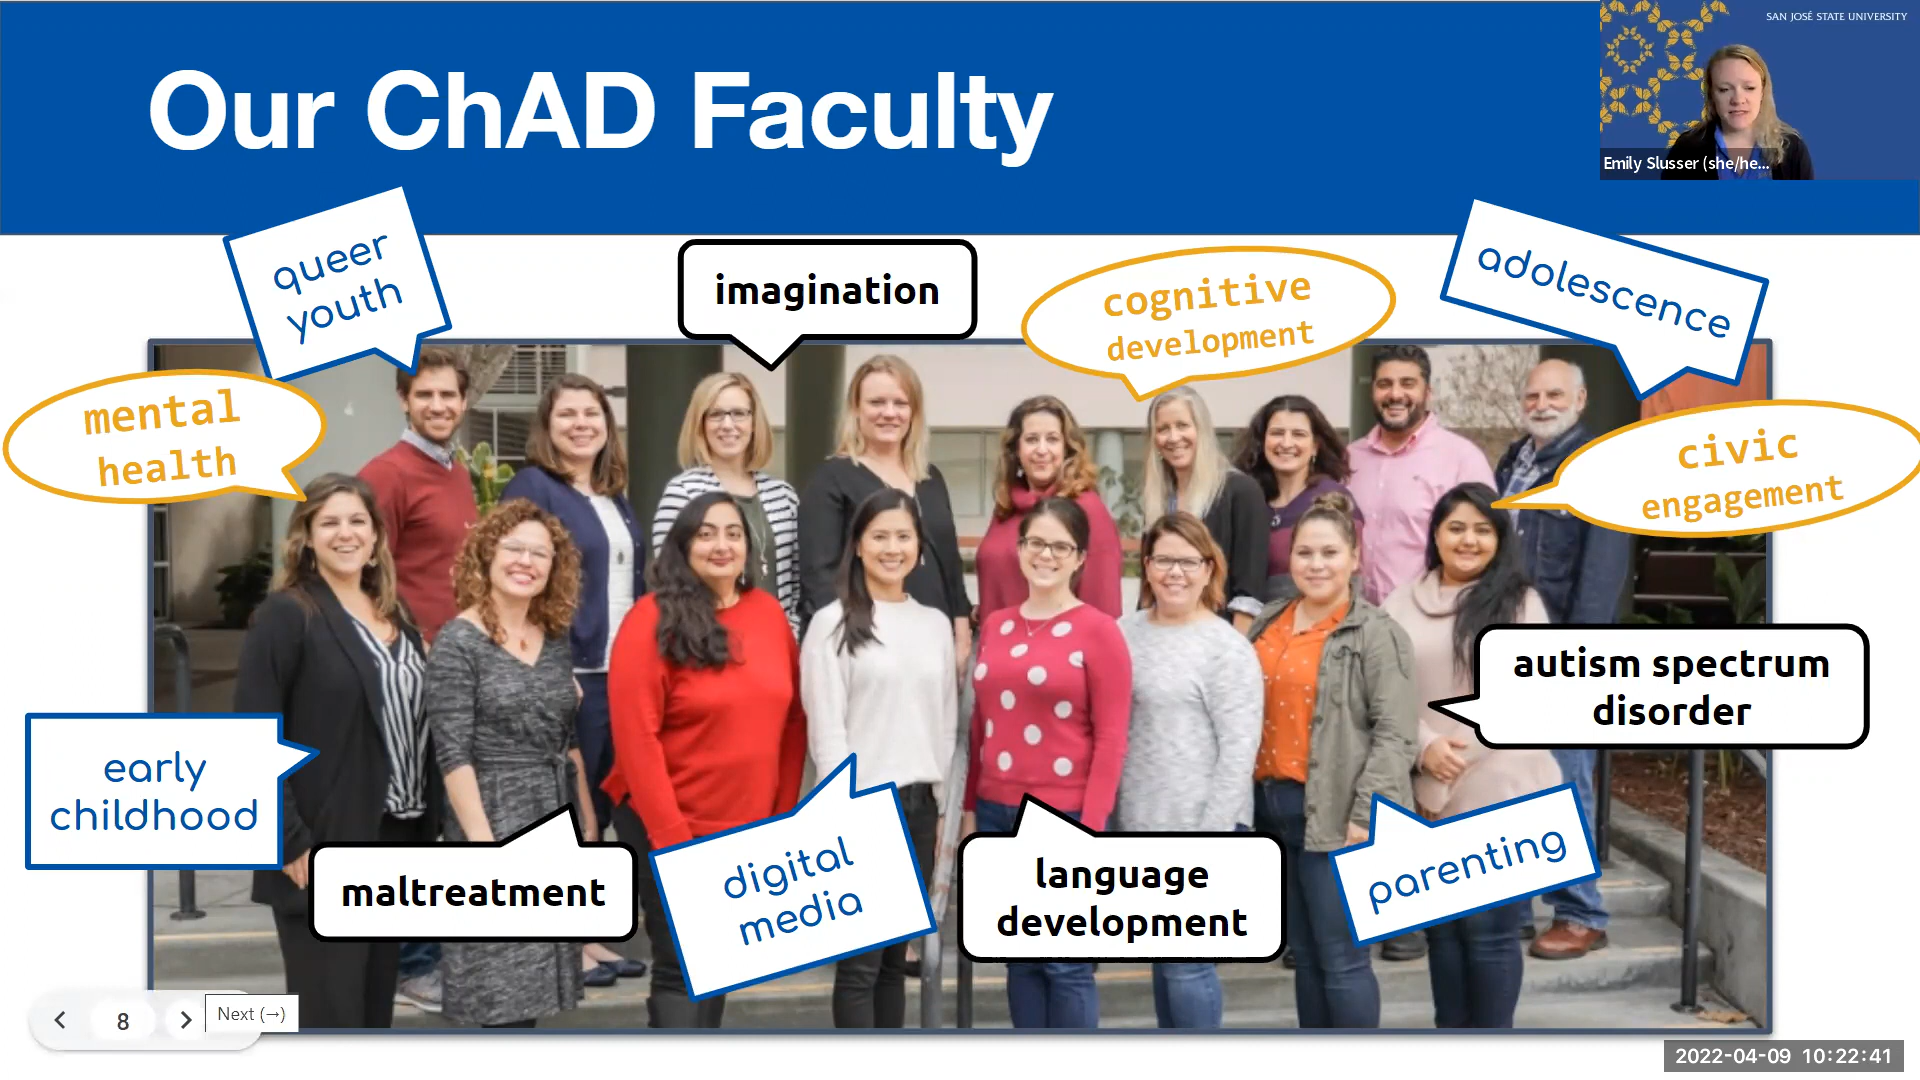 Our ChAD Faculty
SAN JOSÉ STATE UNIVERSITY
Emily Slusser (she/he...
queer
youth
imagination
cognitive
development
adolescence
mental
health
civic
engagement
autism spectrum
disorder
early
childhood
maltreatment
digital
media
language
development
parenting
8
Next (→)
2022-04-09 10:22:41